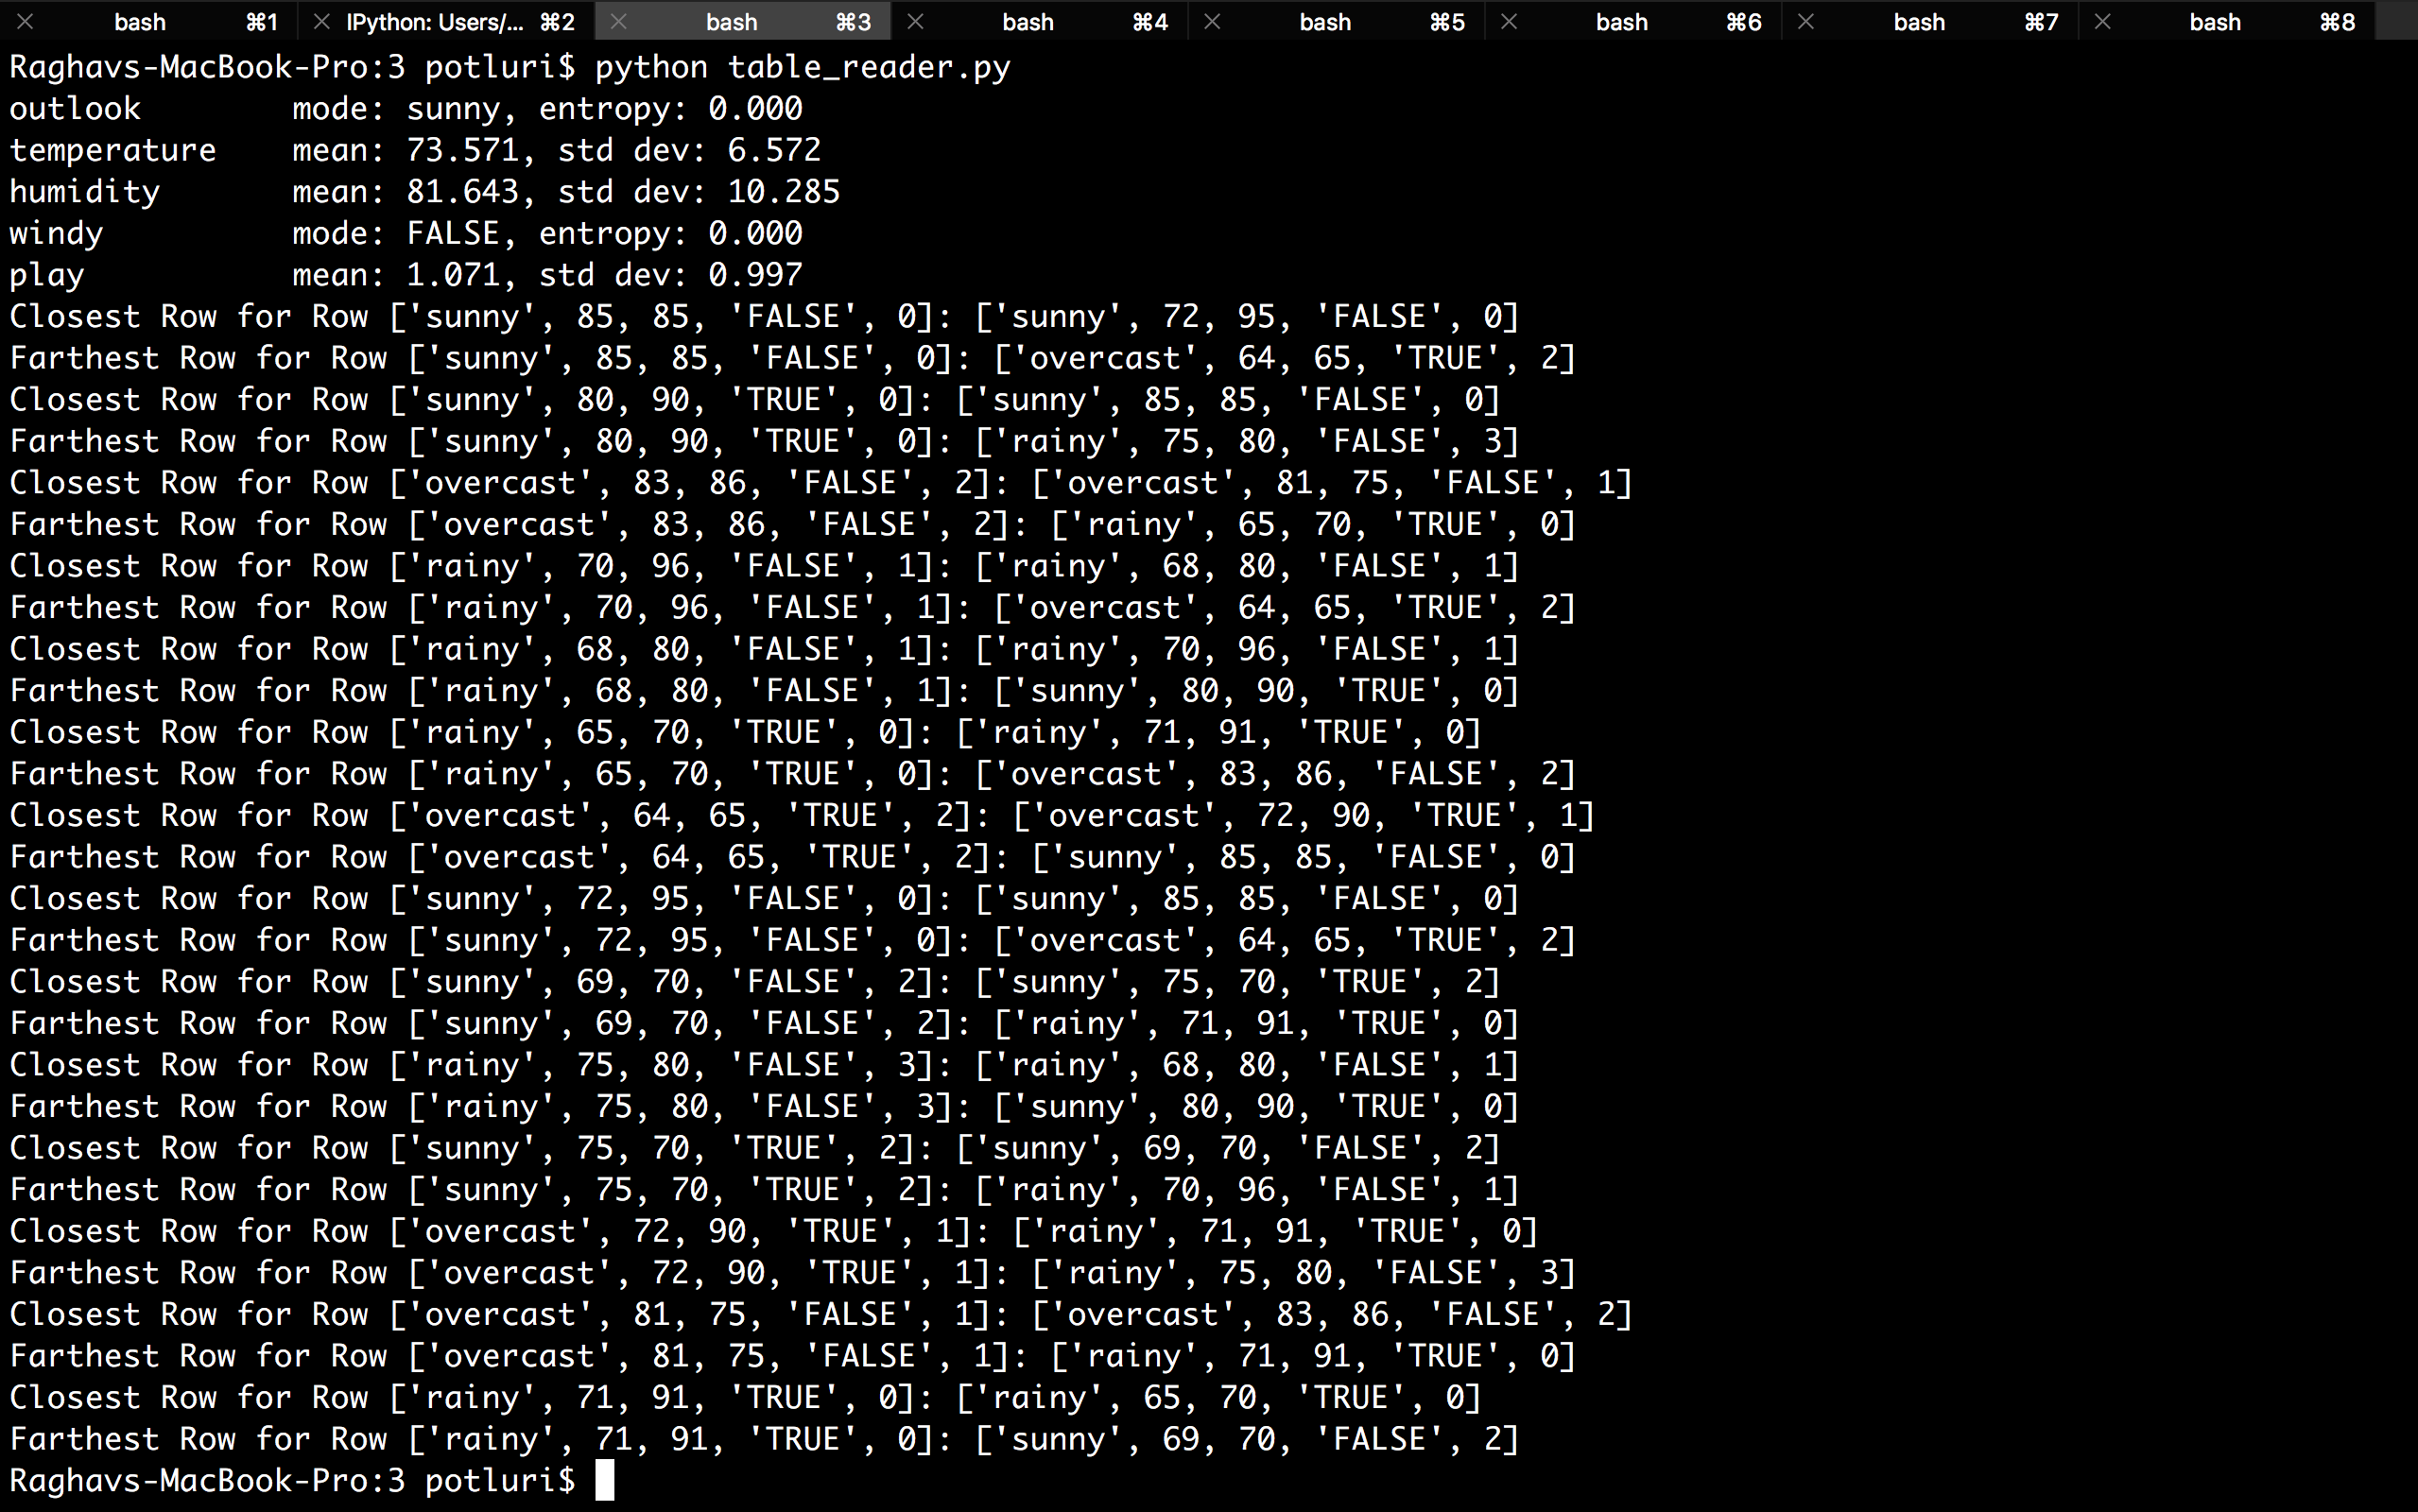 bash ⌘1 IPython: Users/... ⌘2 bash ⌘3 bash ⌘4 bash ⌘5 bash ⌘6 bash ⌘7 bash ⌘8
Raghavs-MacBook-Pro:3 potluri$ python table_reader.py
outlook        mode: sunny, entropy: 0.000
temperature    mean: 73.571, std dev: 6.572
humidity       mean: 81.643, std dev: 10.285
windy          mode: FALSE, entropy: 0.000
play           mean: 1.071, std dev: 0.997
Closest Row for Row ['sunny', 85, 85, 'FALSE', 0]: ['sunny', 72, 95, 'FALSE', 0]
Farthest Row for Row ['sunny', 85, 85, 'FALSE', 0]: ['overcast', 64, 65, 'TRUE', 2]
Closest Row for Row ['sunny', 80, 90, 'TRUE', 0]: ['sunny', 85, 85, 'FALSE', 0]
Farthest Row for Row ['sunny', 80, 90, 'TRUE', 0]: ['rainy', 75, 80, 'FALSE', 3]
Closest Row for Row ['overcast', 83, 86, 'FALSE', 2]: ['overcast', 81, 75, 'FALSE', 1]
Farthest Row for Row ['overcast', 83, 86, 'FALSE', 2]: ['rainy', 65, 70, 'TRUE', 0]
Closest Row for Row ['rainy', 70, 96, 'FALSE', 1]: ['rainy', 68, 80, 'FALSE', 1]
Farthest Row for Row ['rainy', 70, 96, 'FALSE', 1]: ['overcast', 64, 65, 'TRUE', 2]
Closest Row for Row ['rainy', 68, 80, 'FALSE', 1]: ['rainy', 70, 96, 'FALSE', 1]
Farthest Row for Row ['rainy', 68, 80, 'FALSE', 1]: ['sunny', 80, 90, 'TRUE', 0]
Closest Row for Row ['rainy', 65, 70, 'TRUE', 0]: ['rainy', 71, 91, 'TRUE', 0]
Farthest Row for Row ['rainy', 65, 70, 'TRUE', 0]: ['overcast', 83, 86, 'FALSE', 2]
Closest Row for Row ['overcast', 64, 65, 'TRUE', 2]: ['overcast', 72, 90, 'TRUE', 1]
Farthest Row for Row ['overcast', 64, 65, 'TRUE', 2]: ['sunny', 85, 85, 'FALSE', 0]
Closest Row for Row ['sunny', 72, 95, 'FALSE', 0]: ['sunny', 85, 85, 'FALSE', 0]
Farthest Row for Row ['sunny', 72, 95, 'FALSE', 0]: ['overcast', 64, 65, 'TRUE', 2]
Closest Row for Row ['sunny', 69, 70, 'FALSE', 2]: ['sunny', 75, 70, 'TRUE', 2]
Farthest Row for Row ['sunny', 69, 70, 'FALSE', 2]: ['rainy', 71, 91, 'TRUE', 0]
Closest Row for Row ['rainy', 75, 80, 'FALSE', 3]: ['rainy', 68, 80, 'FALSE', 1]
Farthest Row for Row ['rainy', 75, 80, 'FALSE', 3]: ['sunny', 80, 90, 'TRUE', 0]
Closest Row for Row ['sunny', 75, 70, 'TRUE', 2]: ['sunny', 69, 70, 'FALSE', 2]
Farthest Row for Row ['sunny', 75, 70, 'TRUE', 2]: ['rainy', 70, 96, 'FALSE', 1]
Closest Row for Row ['overcast', 72, 90, 'TRUE', 1]: ['rainy', 71, 91, 'TRUE', 0]
Farthest Row for Row ['overcast', 72, 90, 'TRUE', 1]: ['rainy', 75, 80, 'FALSE', 3]
Closest Row for Row ['overcast', 81, 75, 'FALSE', 1]: ['overcast', 83, 86, 'FALSE', 2]
Farthest Row for Row ['overcast', 81, 75, 'FALSE', 1]: ['rainy', 71, 91, 'TRUE', 0]
Closest Row for Row ['rainy', 71, 91, 'TRUE', 0]: ['rainy', 65, 70, 'TRUE', 0]
Farthest Row for Row ['rainy', 71, 91, 'TRUE', 0]: ['sunny', 69, 70, 'FALSE', 2]
Raghavs-MacBook-Pro:3 potluri$